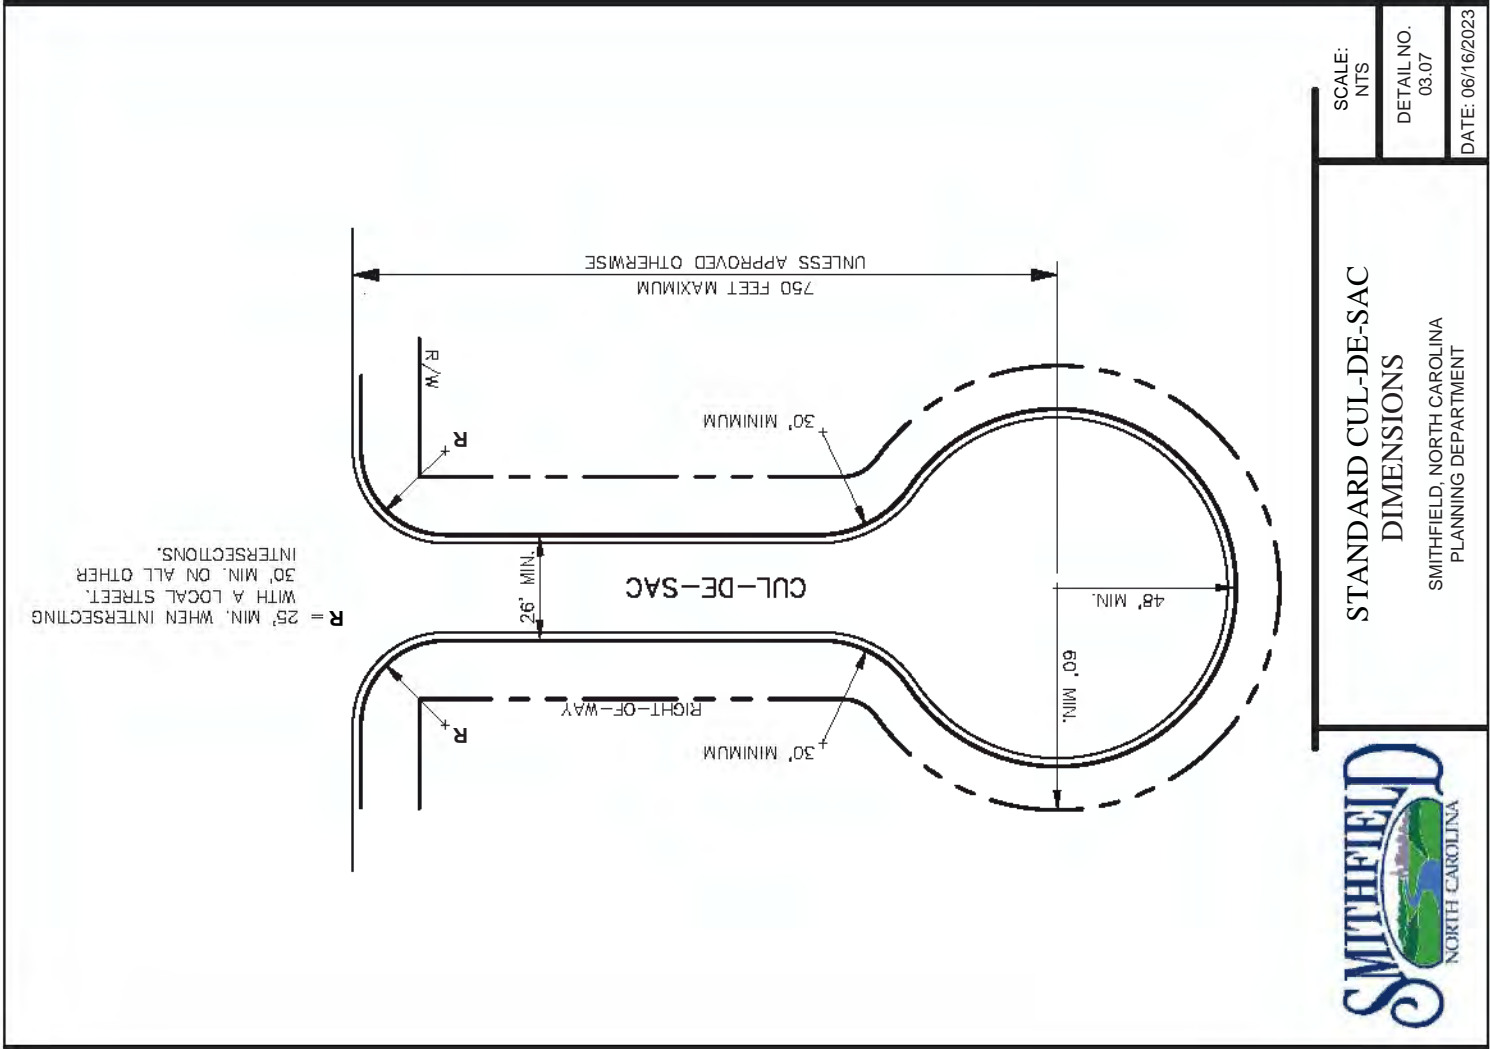 750 FEET MAXIMUM
UNLESS APPROVED OTHERWISE
R/W
R
30' MINIMUM
R = 25' MIN. WHEN INTERSECTING
WITH A LOCAL STREET.
30' MIN. ON ALL OTHER
INTERSECTIONS.
26' MIN.
CUL-DE-SAC
48' MIN.
60' MIN.
RIGHT-OF-WAY
R
30' MINIMUM
SCALE:
NTS
DETAIL NO.
03.07
DATE: 06/16/2023
STANDARD CUL-DE-SAC
DIMENSIONS
SMITHFIELD, NORTH CAROLINA
PLANNING DEPARTMENT
SMITHFIELD
NORTH CAROLINA